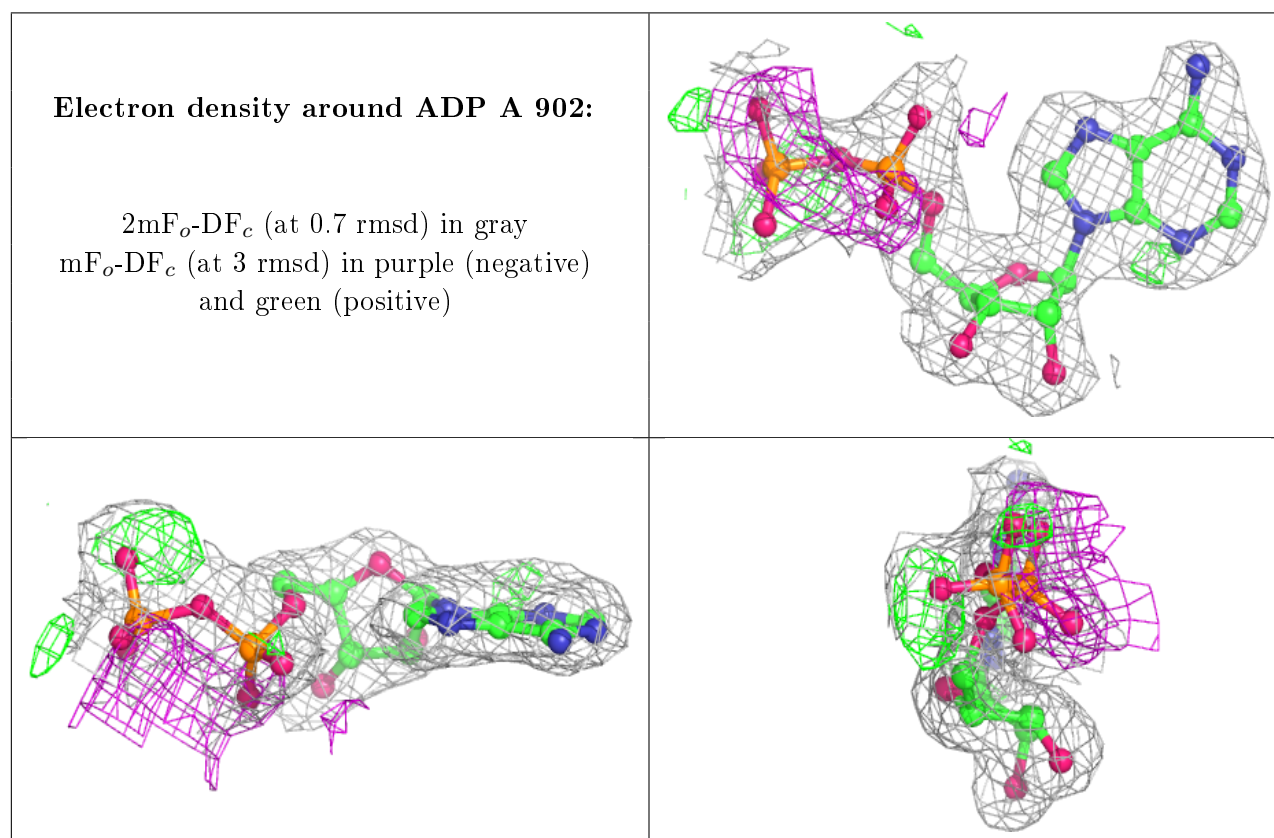 Electron density around ADP A 902:
2mFₒ-DF𝒸 (at 0.7 rmsd) in gray
mFₒ-DF𝒸 (at 3 rmsd) in purple (negative)
and green (positive)